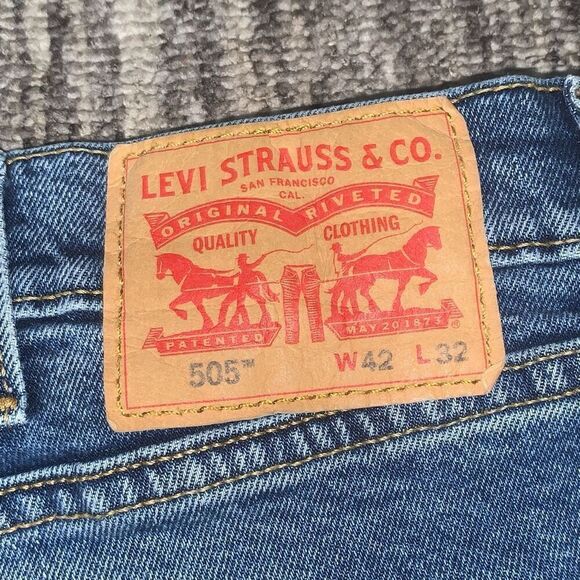 LEVI STRAUSS & CO.
SAN FRANCISCO
CAL.
ORIGINAL RIVETED
QUALITY CLOTHING
PATENTED MAY 20 1873 ®
505™ W42 L32